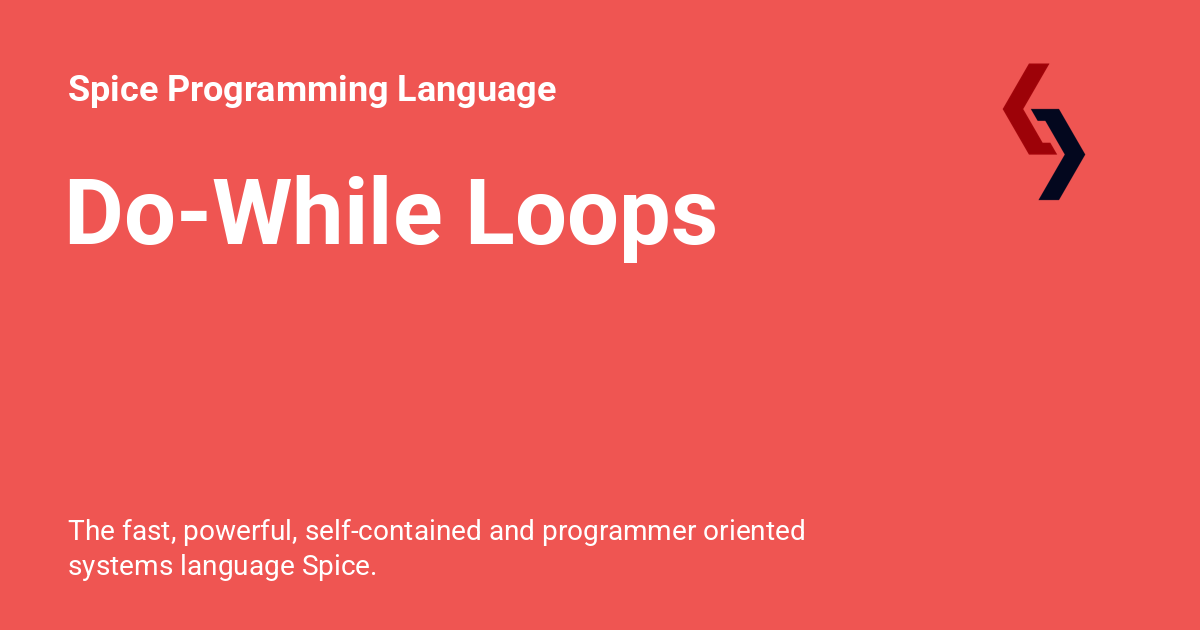 Spice Programming Language
Do-While Loops
The fast, powerful, self-contained and programmer oriented
systems language Spice.